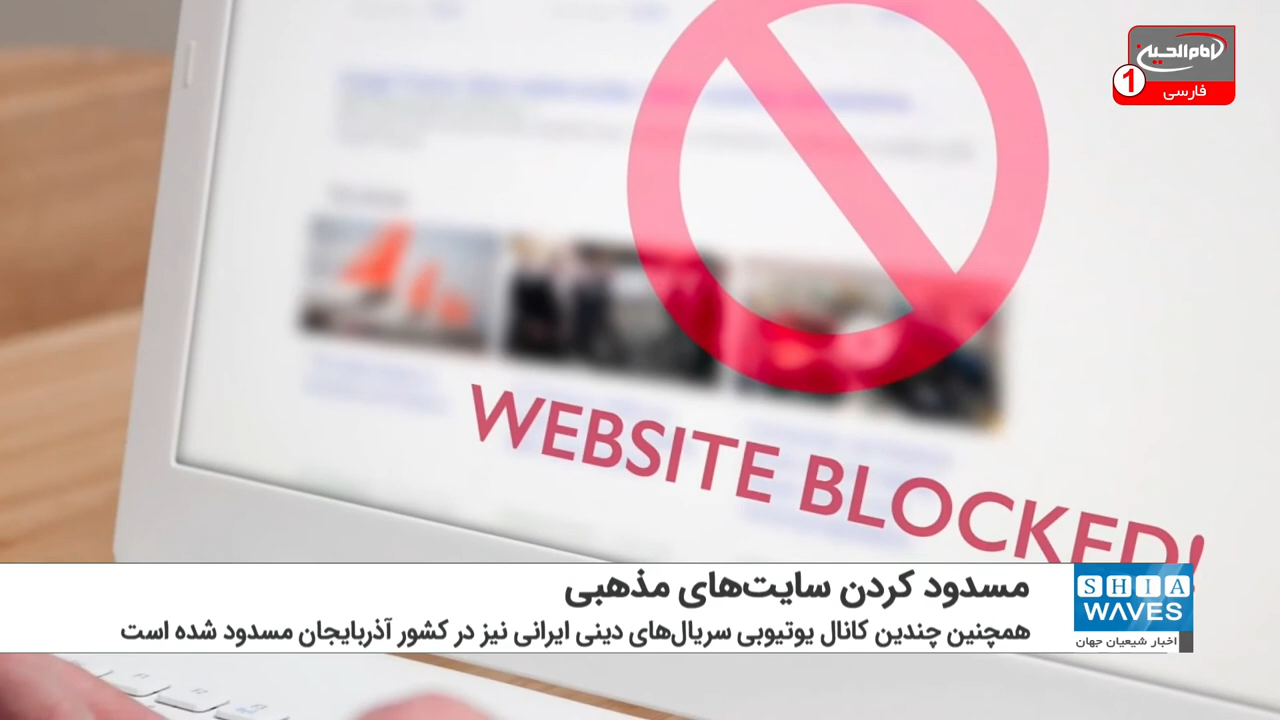 امام الحسین
1
فارسی
WEBSITE BLOCKED!
مسدود کردن سایت‌های مذهبی
همچنین چندین کانال یوتیوبی سریال‌های دینی ایرانی نیز در کشور آذربایجان مسدود شده است
SHIA
WAVES
اخبار شیعیان جهان